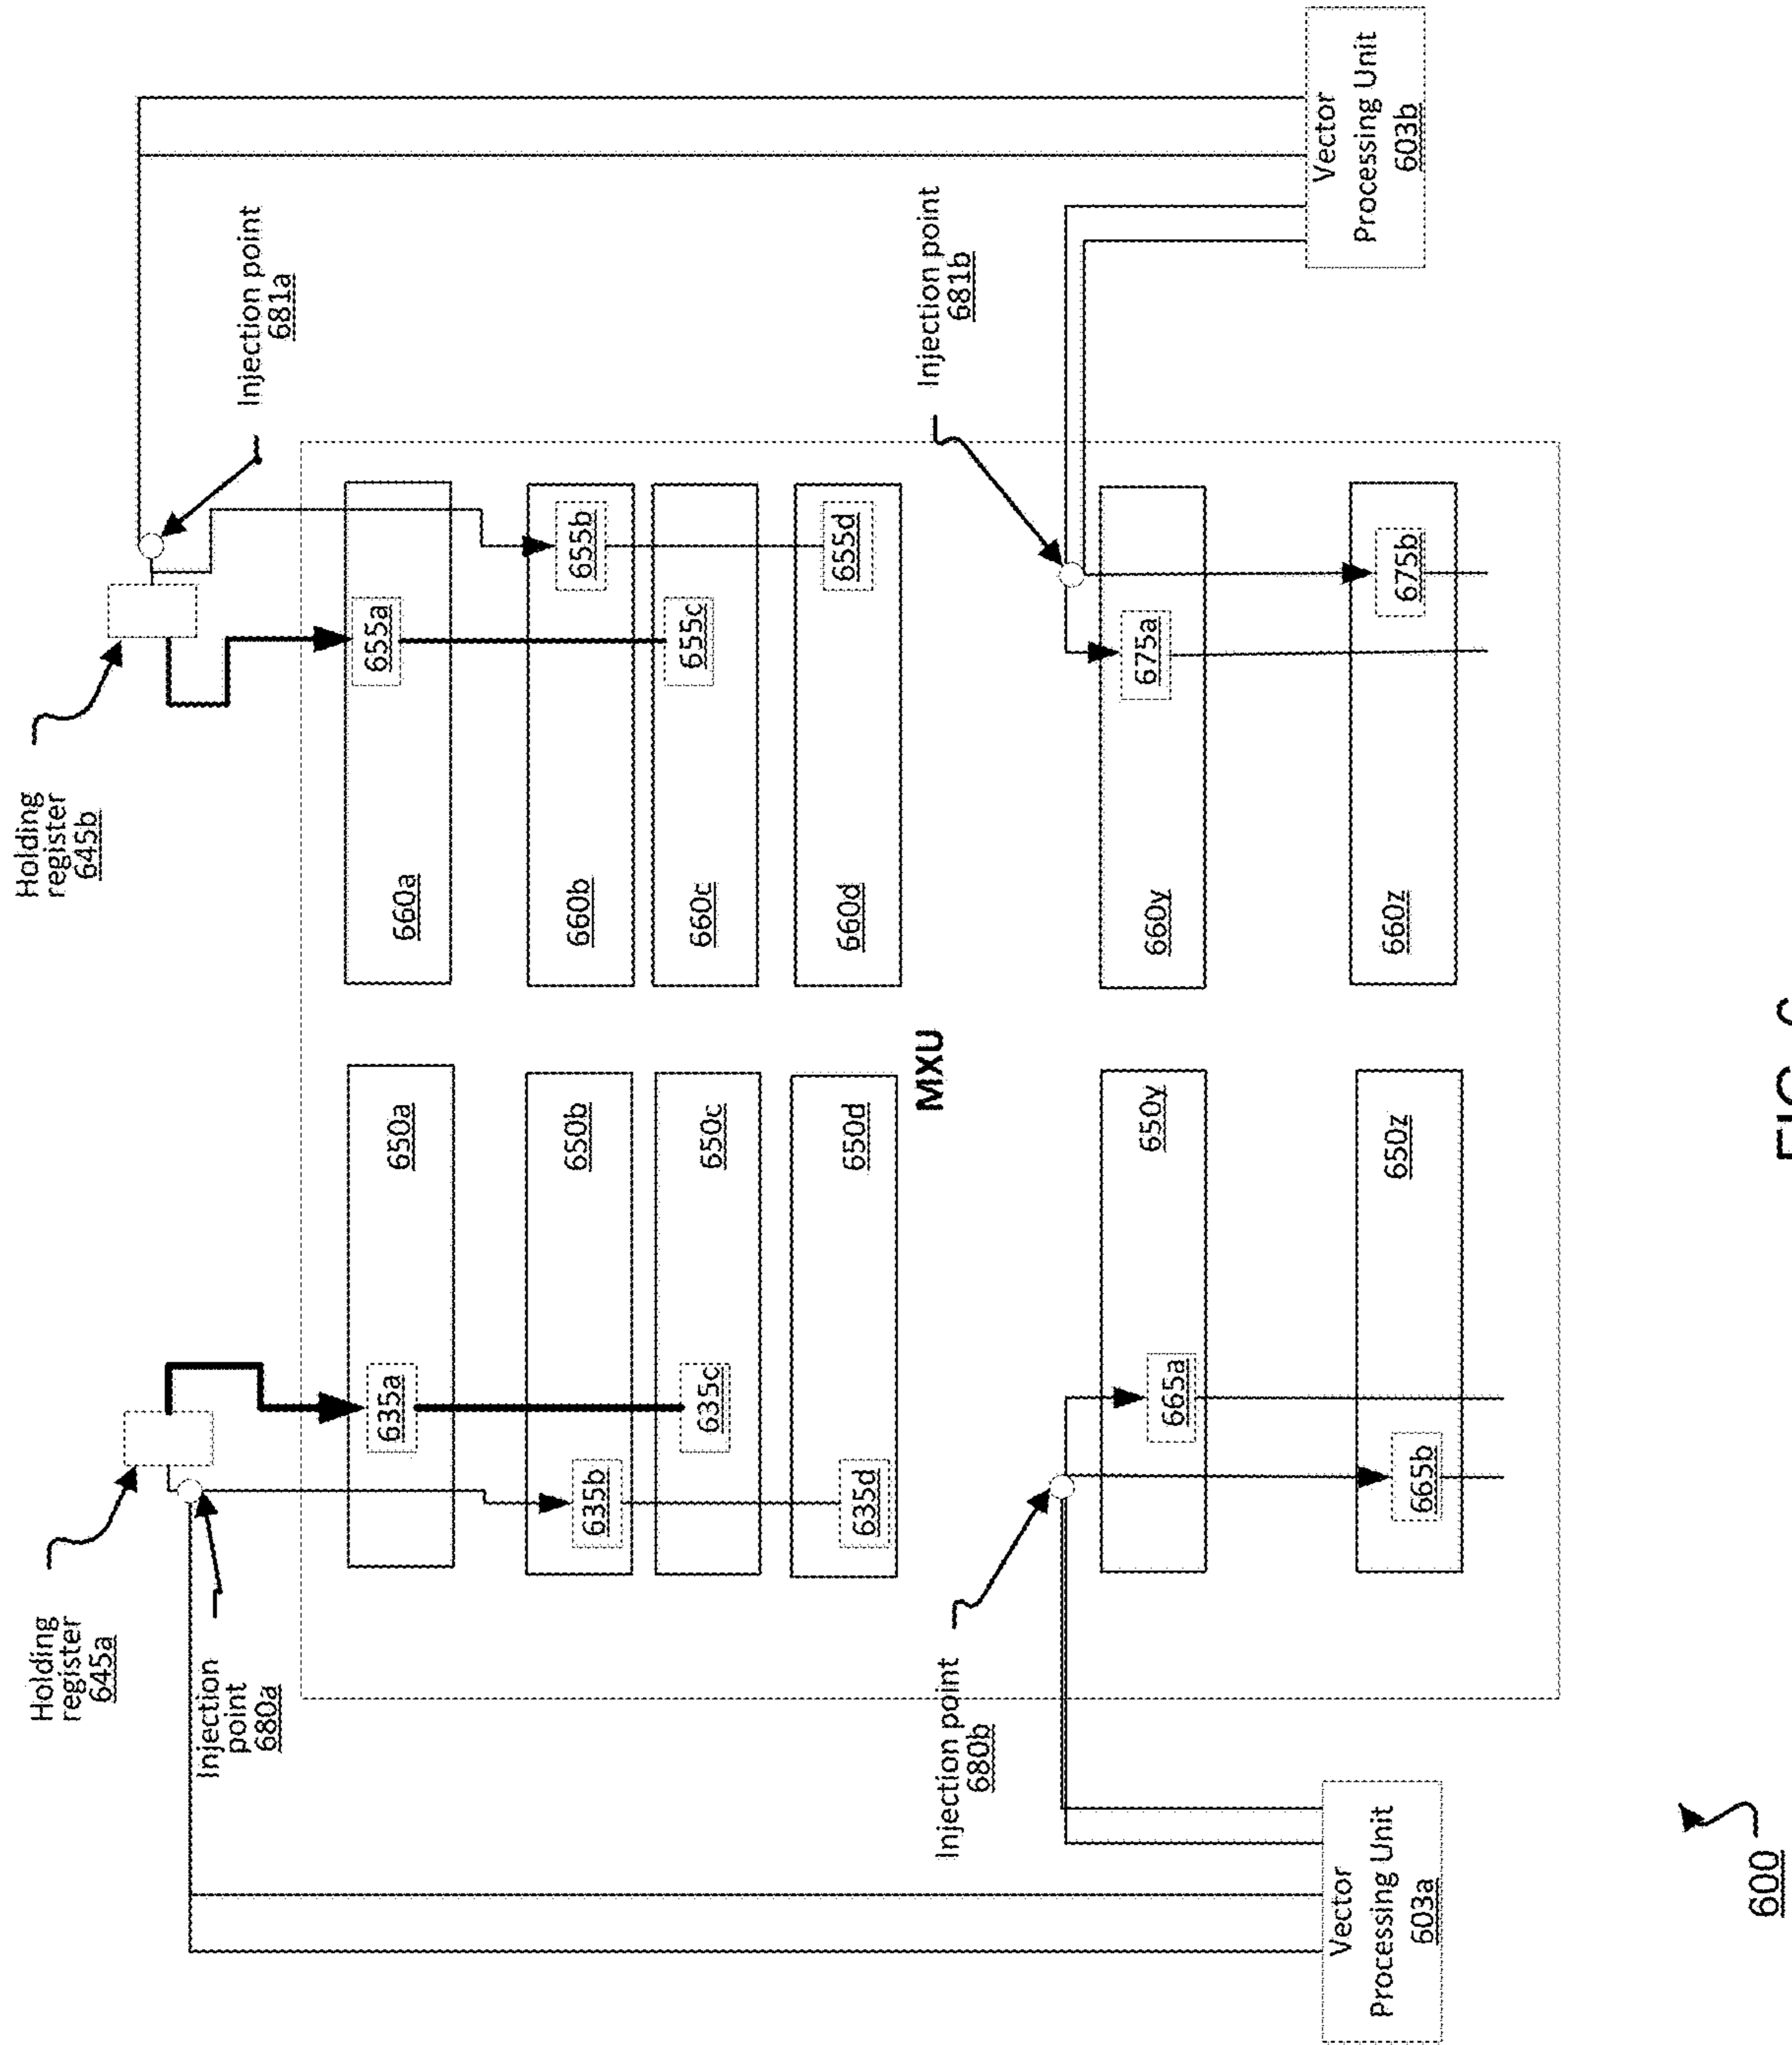 Holding
register
645a
Injection
point
680a
Holding
register
645b
Injection point
681a
635a
650a
660a
655a
635b
650b
660b
655b
635c
650c
660c
655c
635d
650d
660d
655d
MXU
Injection point
680b
Injection point
681b
665a
650y
660y
675a
665b
650z
660z
675b
Vector
Processing Unit
603a
Vector
Processing Unit
603b
600